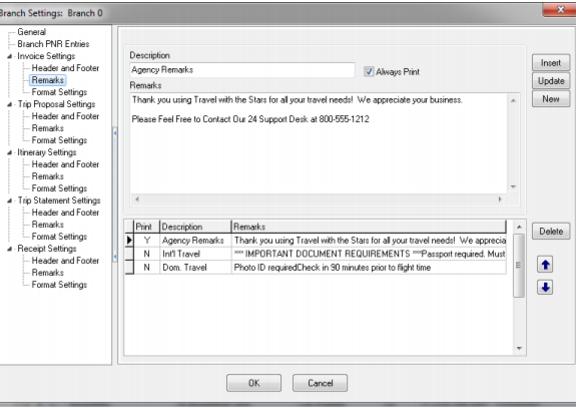 Branch Settings: Branch 0
General
Branch PNR Entries
Invoice Settings
Header and Footer
Remarks
Format Settings
Trip Proposal Settings
Header and Footer
Remarks
Format Settings
Itinerary Settings
Header and Footer
Remarks
Format Settings
Trip Statement Settings
Header and Footer
Remarks
Format Settings
Receipt Settings
Header and Footer
Remarks
Format Settings
Description
Agency Remarks
Always Print
Remarks
Thank you using Travel with the Stars for all your travel needs! We appreciate your business.
Please Feel Free to Contact Our 24 Support Desk at 800-555-1212
Insert
Update
New
Print Description Remarks
Y Agency Remarks Thank you using Travel with the Stars for all your travel needs! We apprecia
N Int'l Travel *** IMPORTANT DOCUMENT REQUIREMENTS ***Passport required. Must
N Dom. Travel Photo ID requiredCheck in 90 minutes prior to flight time
Delete
OK Cancel